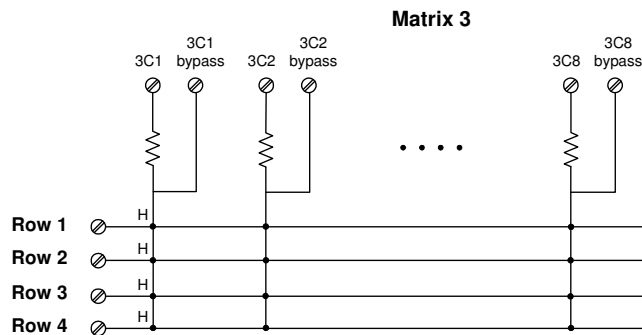 Matrix 3
3C1
3C1
bypass
3C2
3C2
bypass
3C8
3C8
bypass
Row 1
H
Row 2
H
Row 3
H
Row 4
H